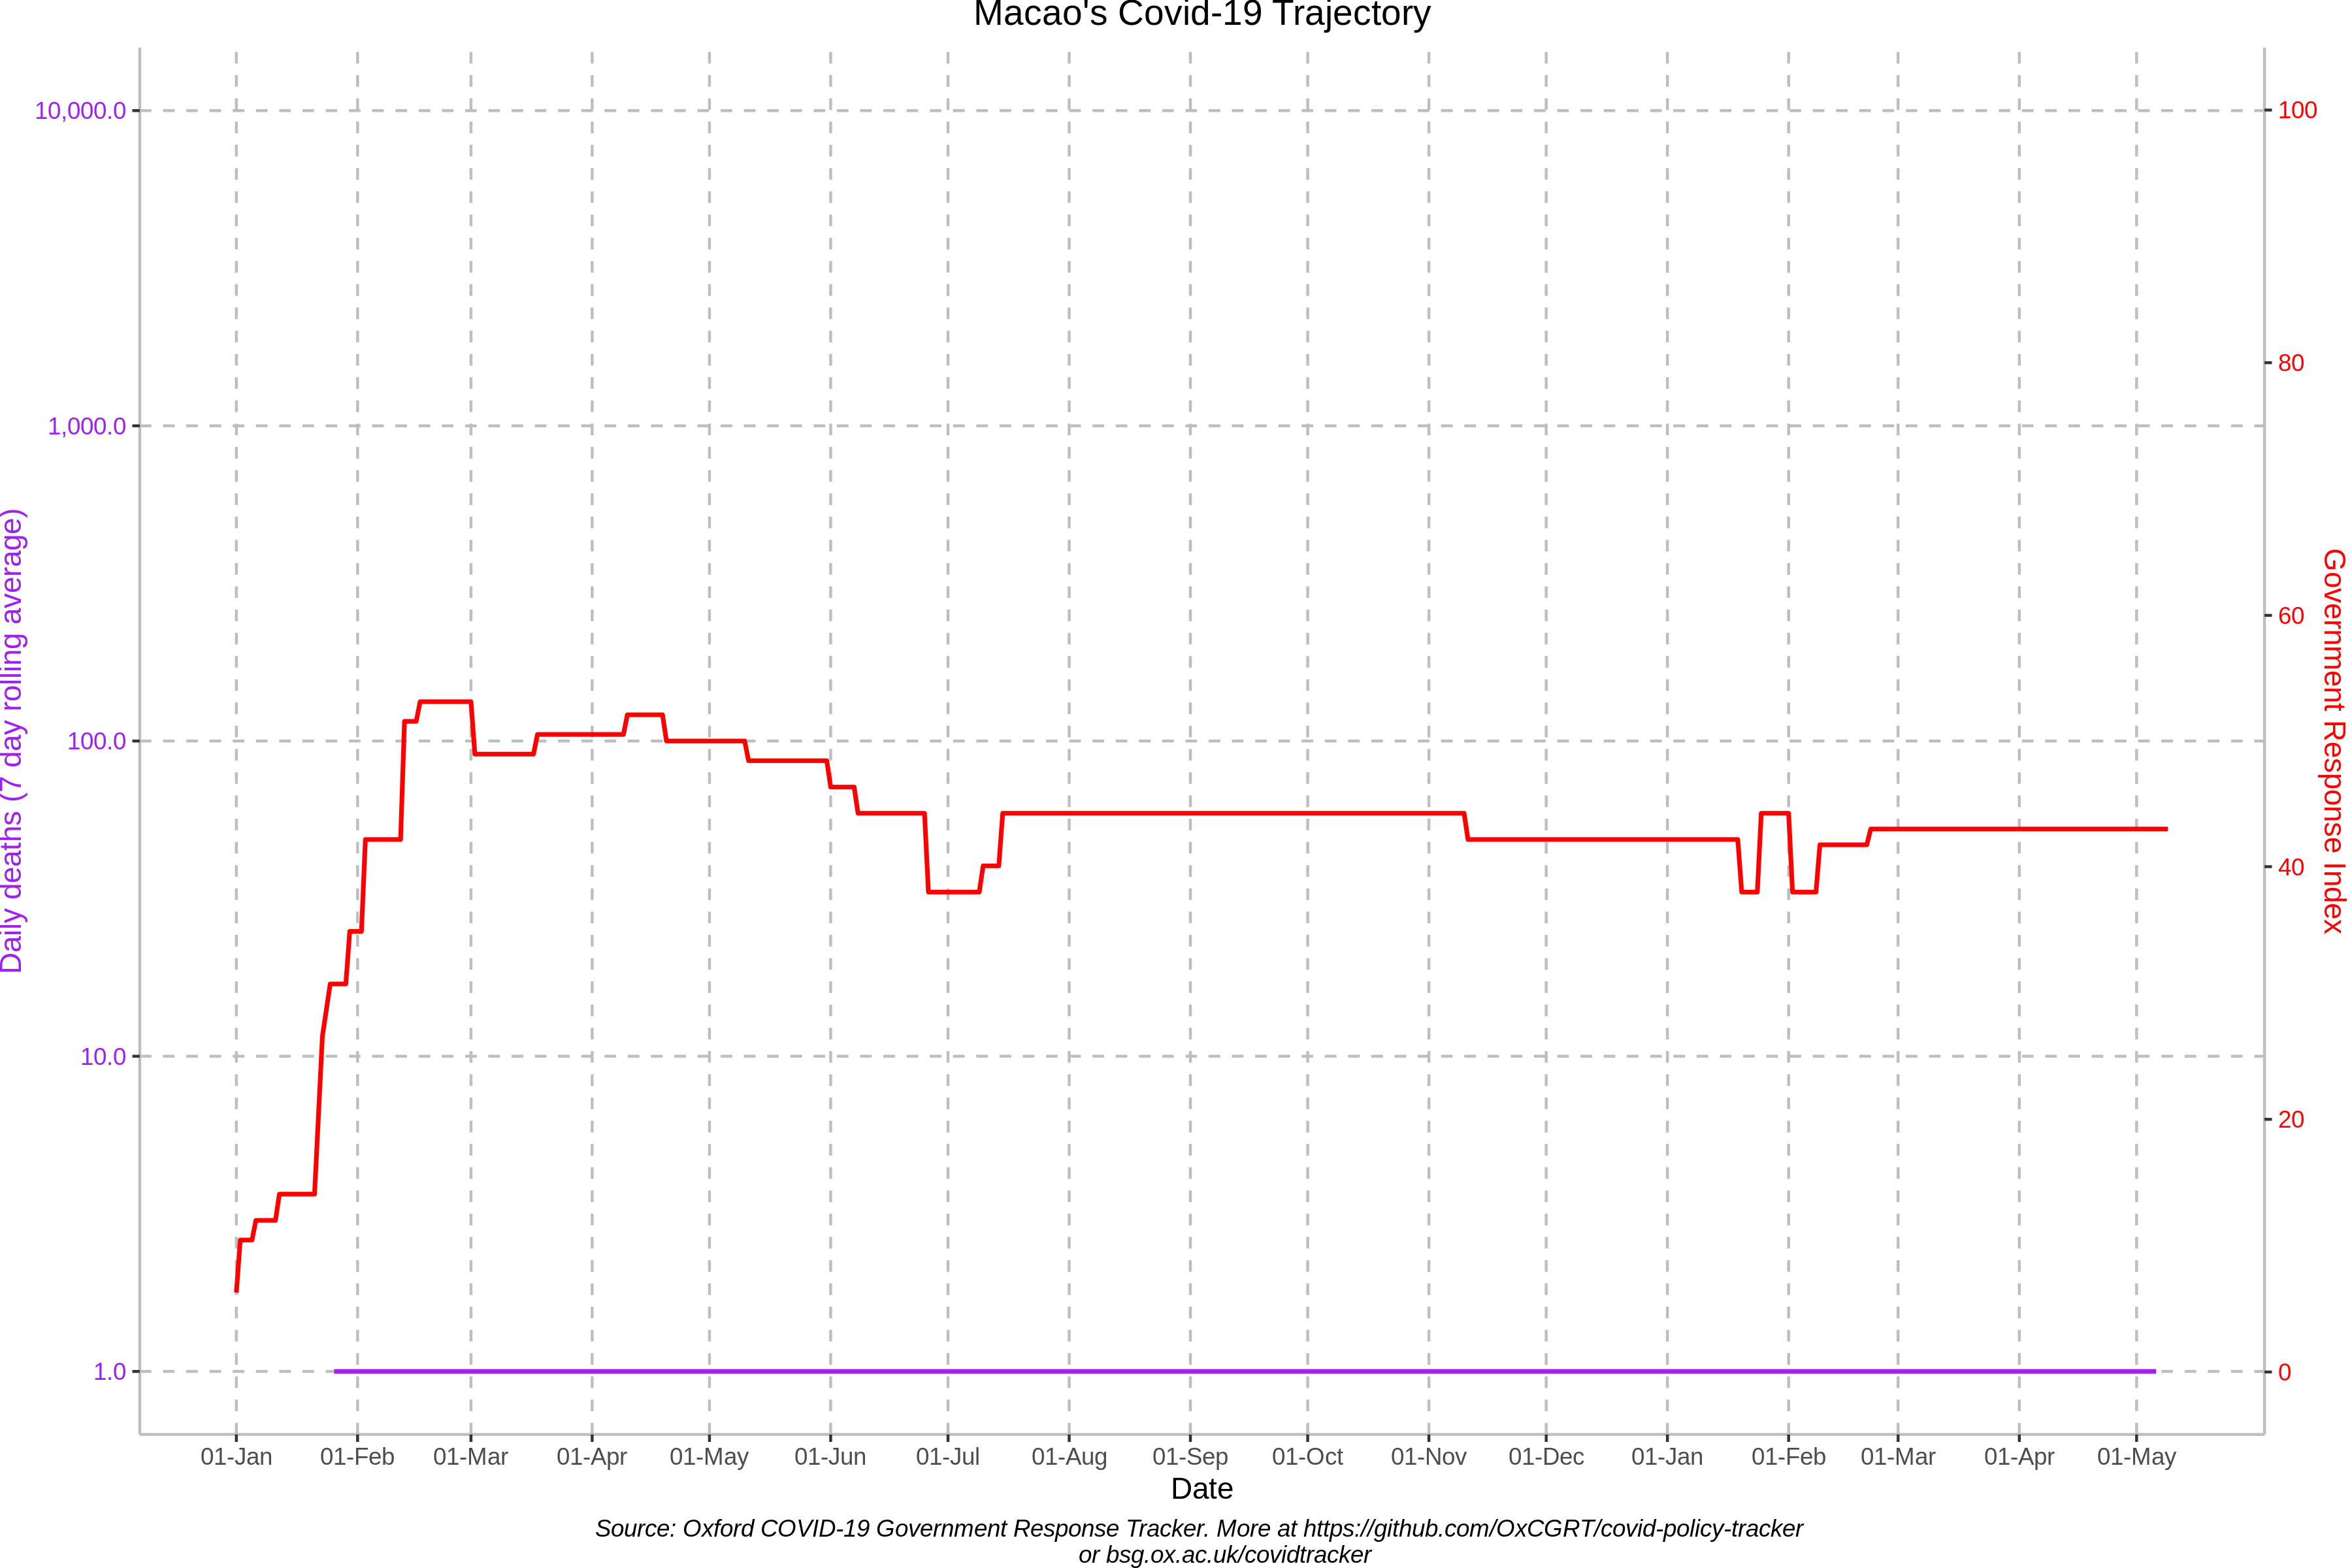 Macao's Covid-19 Trajectory
10,000.0
1,000.0
100.0
10.0
1.0
Daily deaths (7 day rolling average)
100
80
60
40
20
0
Government Response Index
01-Jan 01-Feb 01-Mar 01-Apr 01-May 01-Jun 01-Jul 01-Aug 01-Sep 01-Oct 01-Nov 01-Dec 01-Jan 01-Feb 01-Mar 01-Apr 01-May
Date
Source: Oxford COVID-19 Government Response Tracker. More at https://github.com/OxCGRT/covid-policy-tracker
or bsg.ox.ac.uk/covidtracker